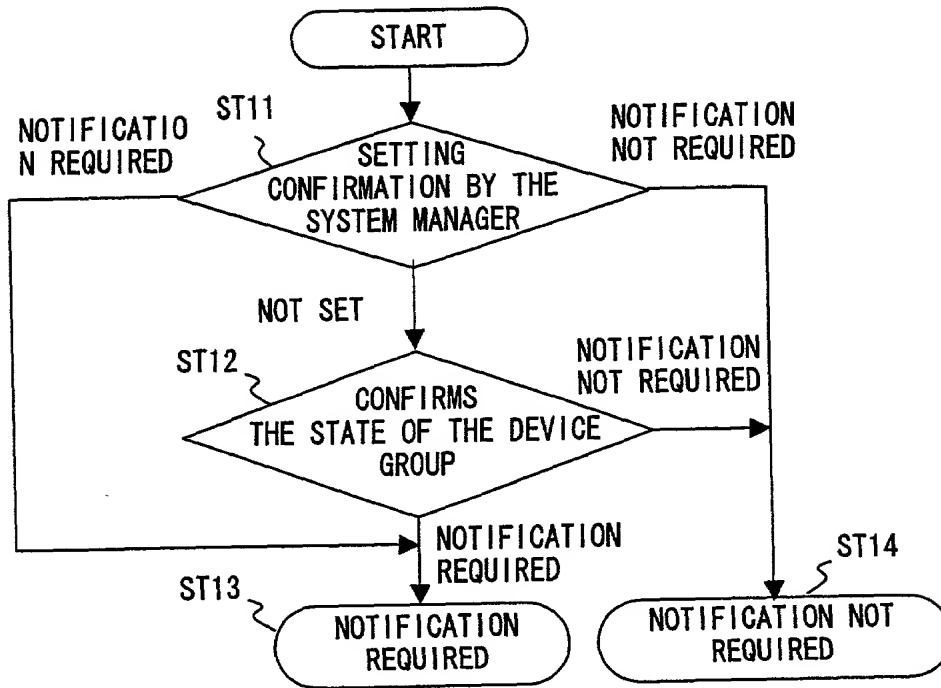 START
ST11
NOTIFICATIO
N REQUIRED
SETTING
CONFIRMATION BY THE
SYSTEM MANAGER
NOTIFICATION
NOT REQUIRED
NOT SET
ST12
CONFIRMS
THE STATE OF THE DEVICE
GROUP
NOTIFICATION
NOT REQUIRED
NOTIFICATION
REQUIRED
ST13
NOTIFICATION
REQUIRED
ST14
NOTIFICATION NOT
REQUIRED